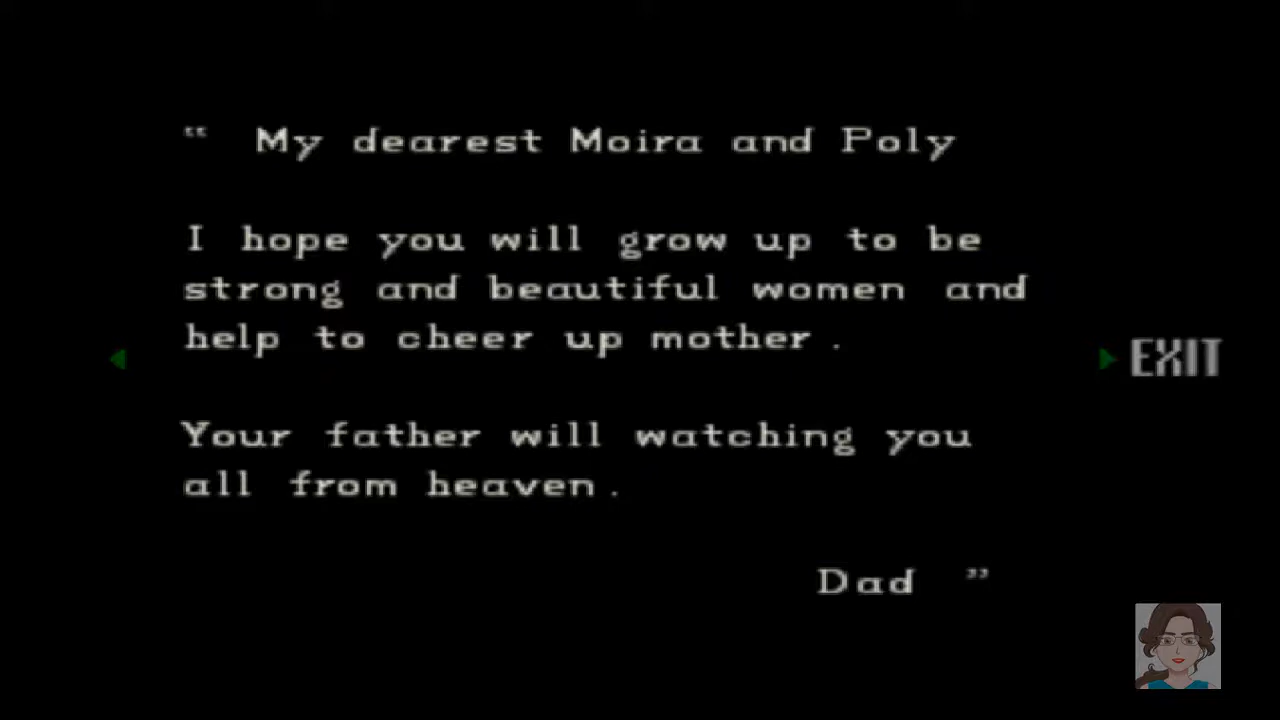 “ My dearest Moira and Poly
I hope you will grow up to be
strong and beautiful women and
help to cheer up mother .
EXIT
Your father will watching you
all from heaven .
Dad ”